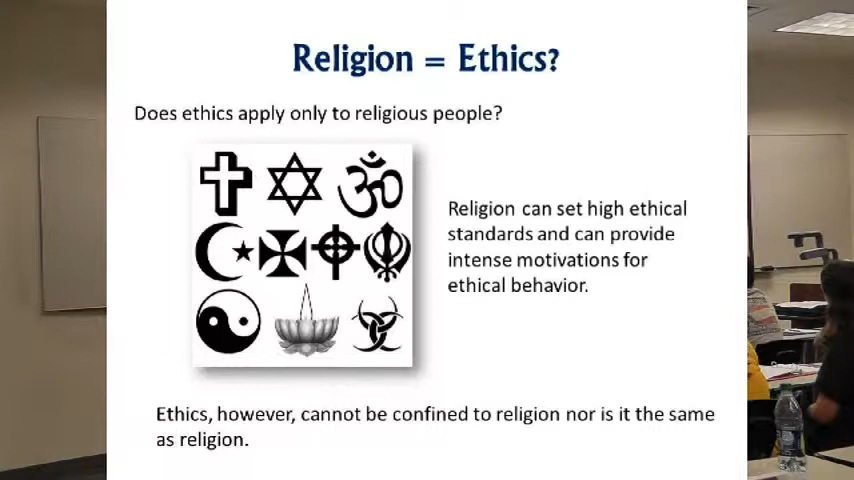 Religion = Ethics?
Does ethics apply only to religious people?
Religion can set high ethical
standards and can provide
intense motivations for
ethical behavior.
Ethics, however, cannot be confined to religion nor is it the same
as religion.